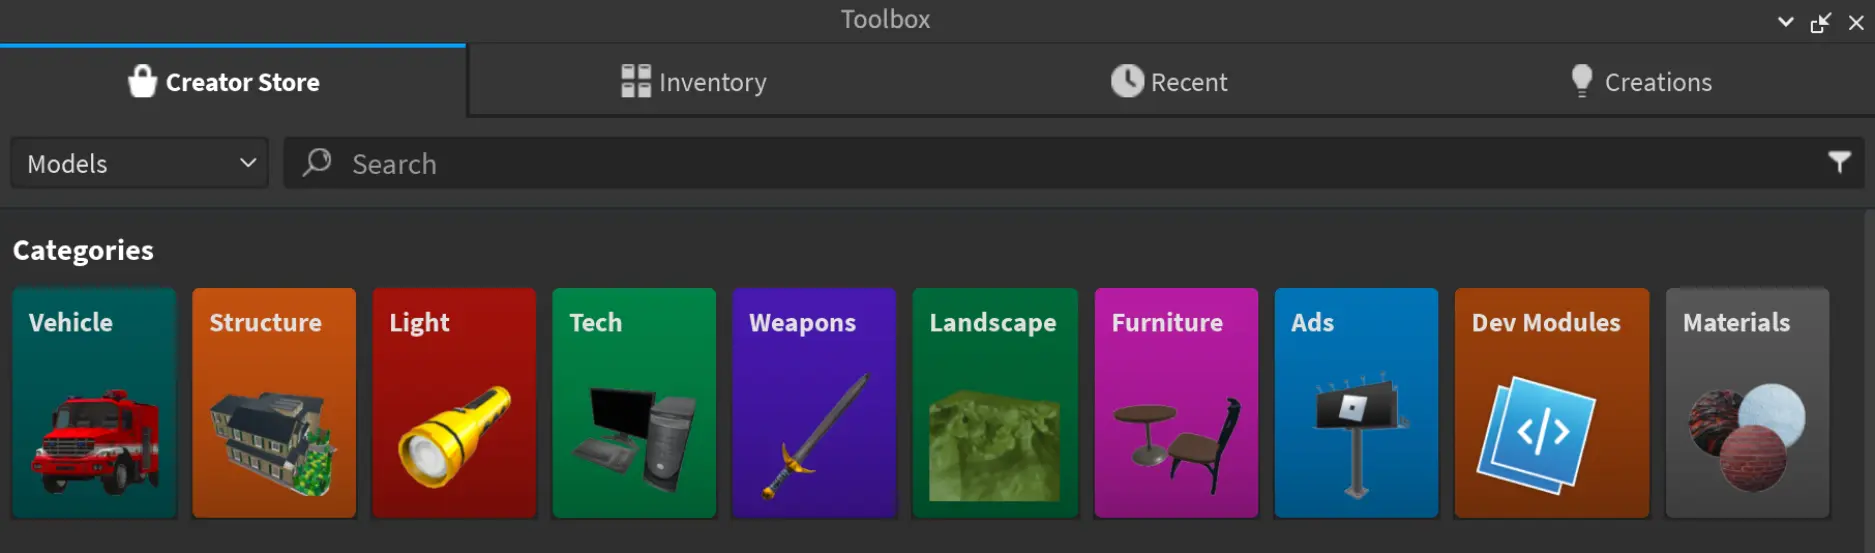 Toolbox
Creator Store
Inventory
Recent
Creations
Models
Search
Categories
Vehicle
Structure
Light
Tech
Weapons
Landscape
Furniture
Ads
Dev Modules
Materials